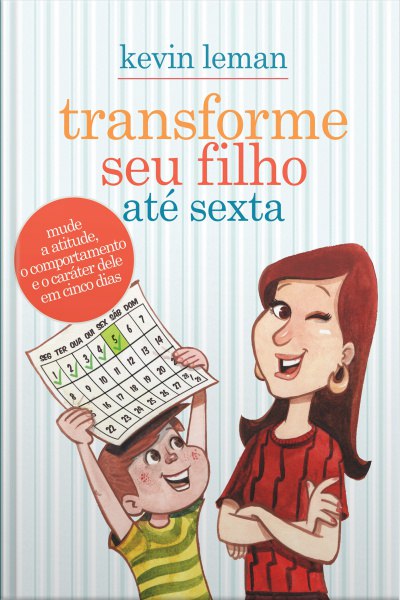 kevin leman
transforme
seu filho
até sexta
mude
a atitude,
o comportamento
e o caráter dele
em cinco dias
SEG TER QUA QUI SEX SÁB DOM
1 2 3 4 5 6 7
8 9 10 11 12 13 14
16 17 18 19 20
22 23 24 25 26 27 28/29